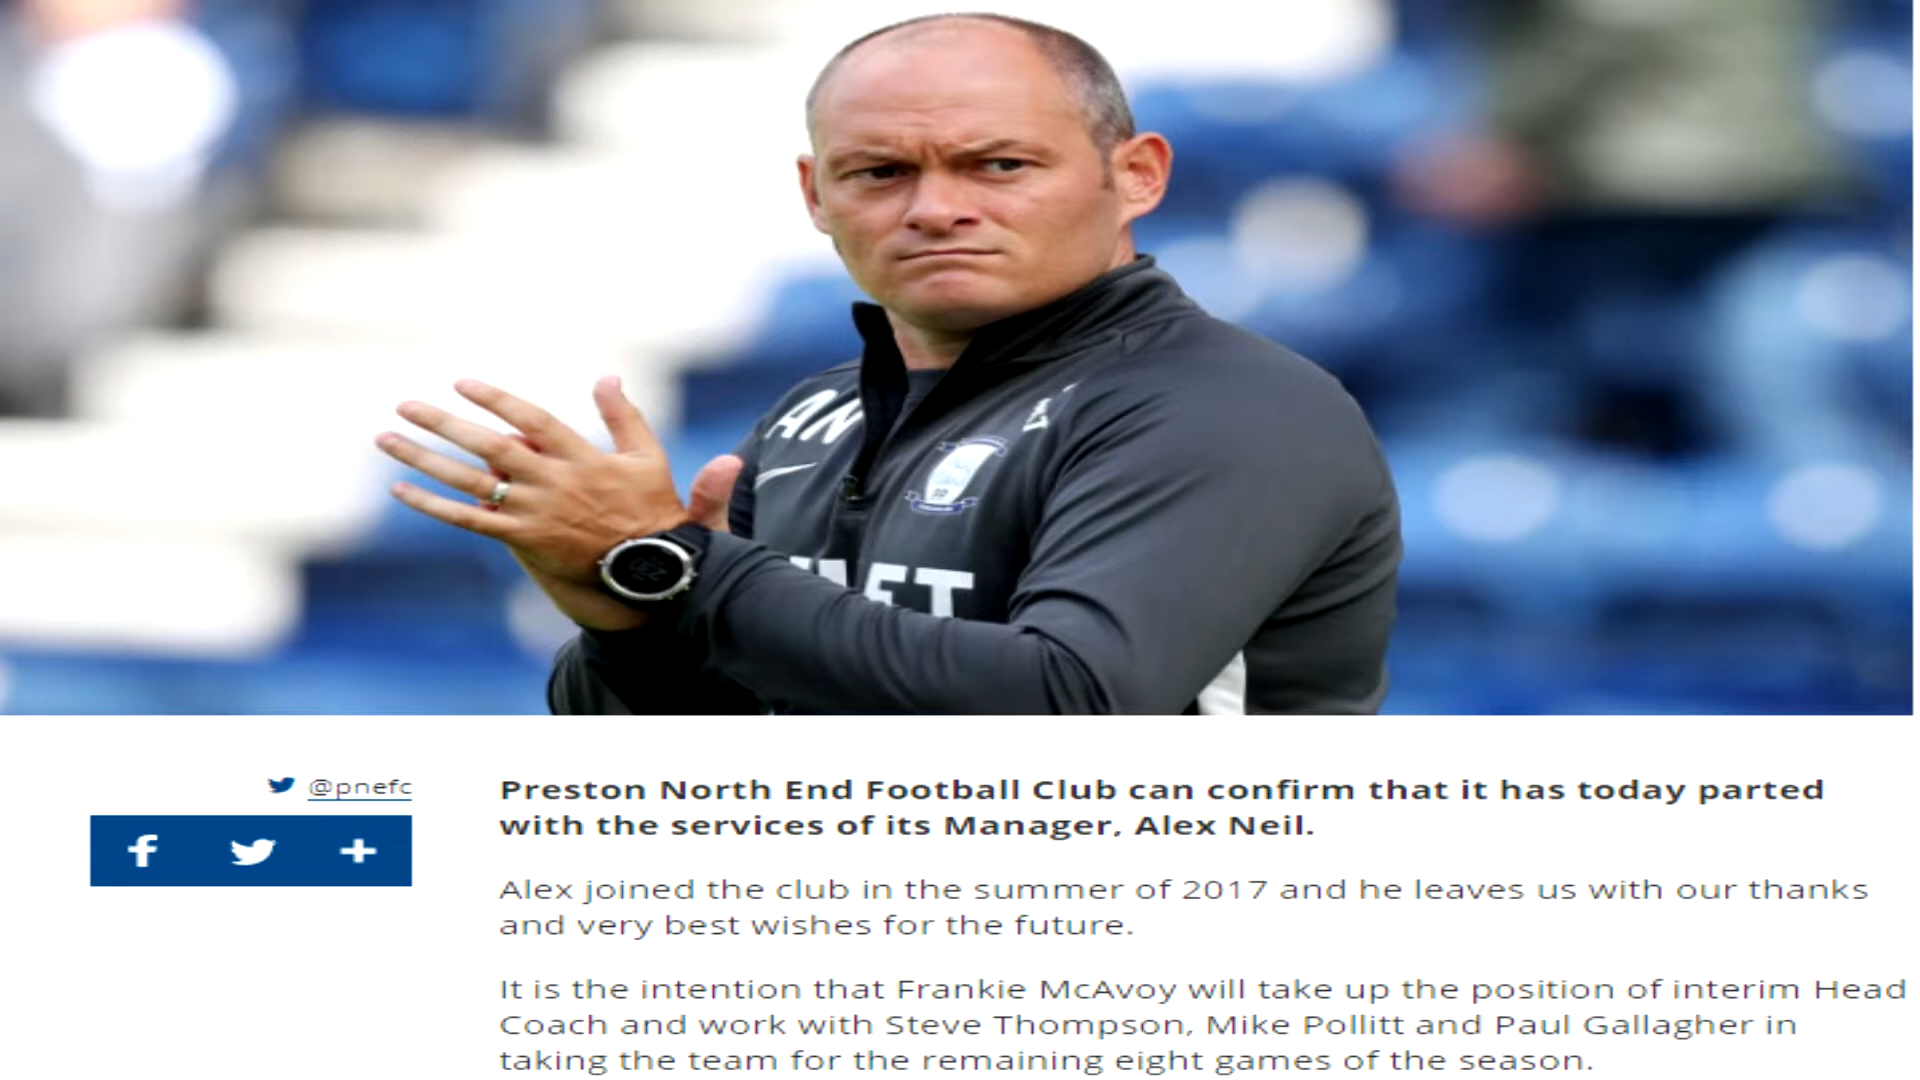 AN
@pnefc
Preston North End Football Club can confirm that it has today parted
with the services of its Manager, Alex Neil.
Alex joined the club in the summer of 2017 and he leaves us with our thanks
and very best wishes for the future.
It is the intention that Frankie McAvoy will take up the position of interim Head
Coach and work with Steve Thompson, Mike Pollitt and Paul Gallagher in
taking the team for the remaining eight games of the season.